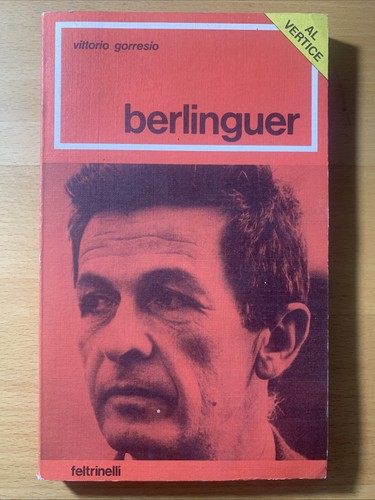 vittorio gorresio
AL
VERTICE
berlinguer
feltrinelli